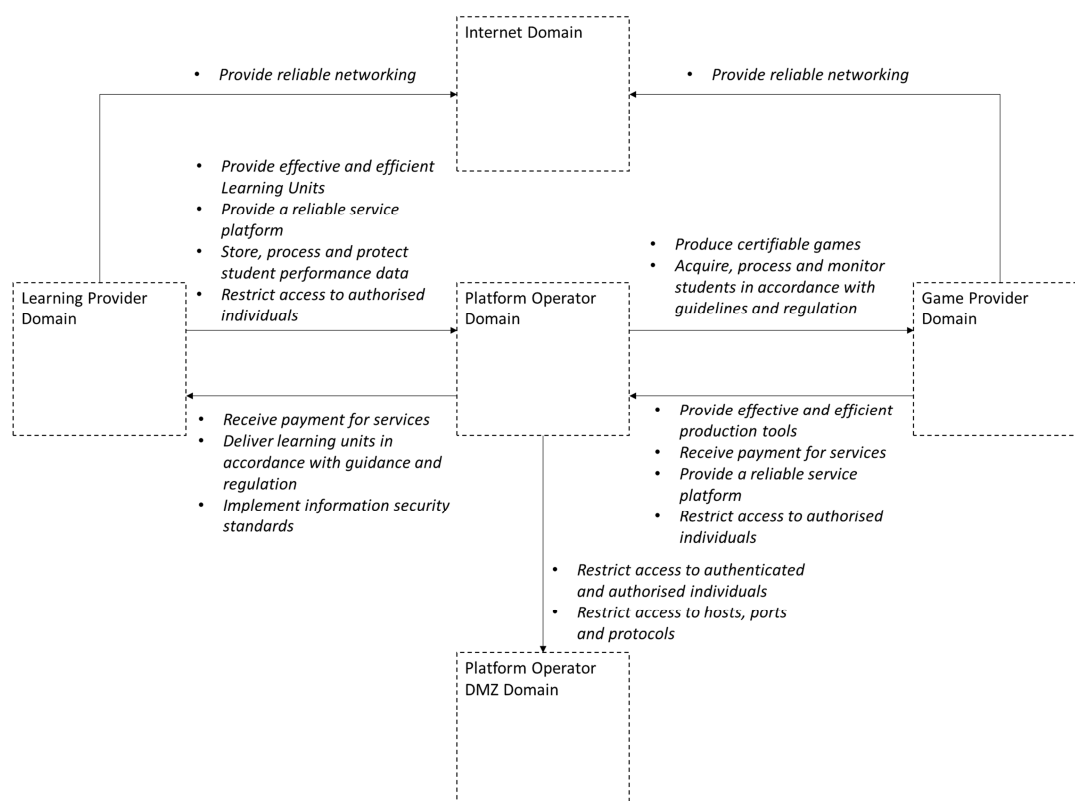 Internet Domain
• Provide reliable networking
• Provide reliable networking
• Provide effective and efficient
Learning Units
• Provide a reliable service
platform
• Store, process and protect
student performance data
• Restrict access to authorised
individuals
• Produce certifiable games
• Acquire, process and monitor
students in accordance with
guidelines and regulation
Learning Provider
Domain
Platform Operator
Domain
Game Provider
Domain
• Receive payment for services
• Deliver learning units in
accordance with guidance and
regulation
• Implement information security
standards
• Provide effective and efficient
production tools
• Receive payment for services
• Provide a reliable service
platform
• Restrict access to authorised
individuals
• Restrict access to authenticated
and authorised individuals
• Restrict access to hosts, ports
and protocols
Platform Operator
DMZ Domain